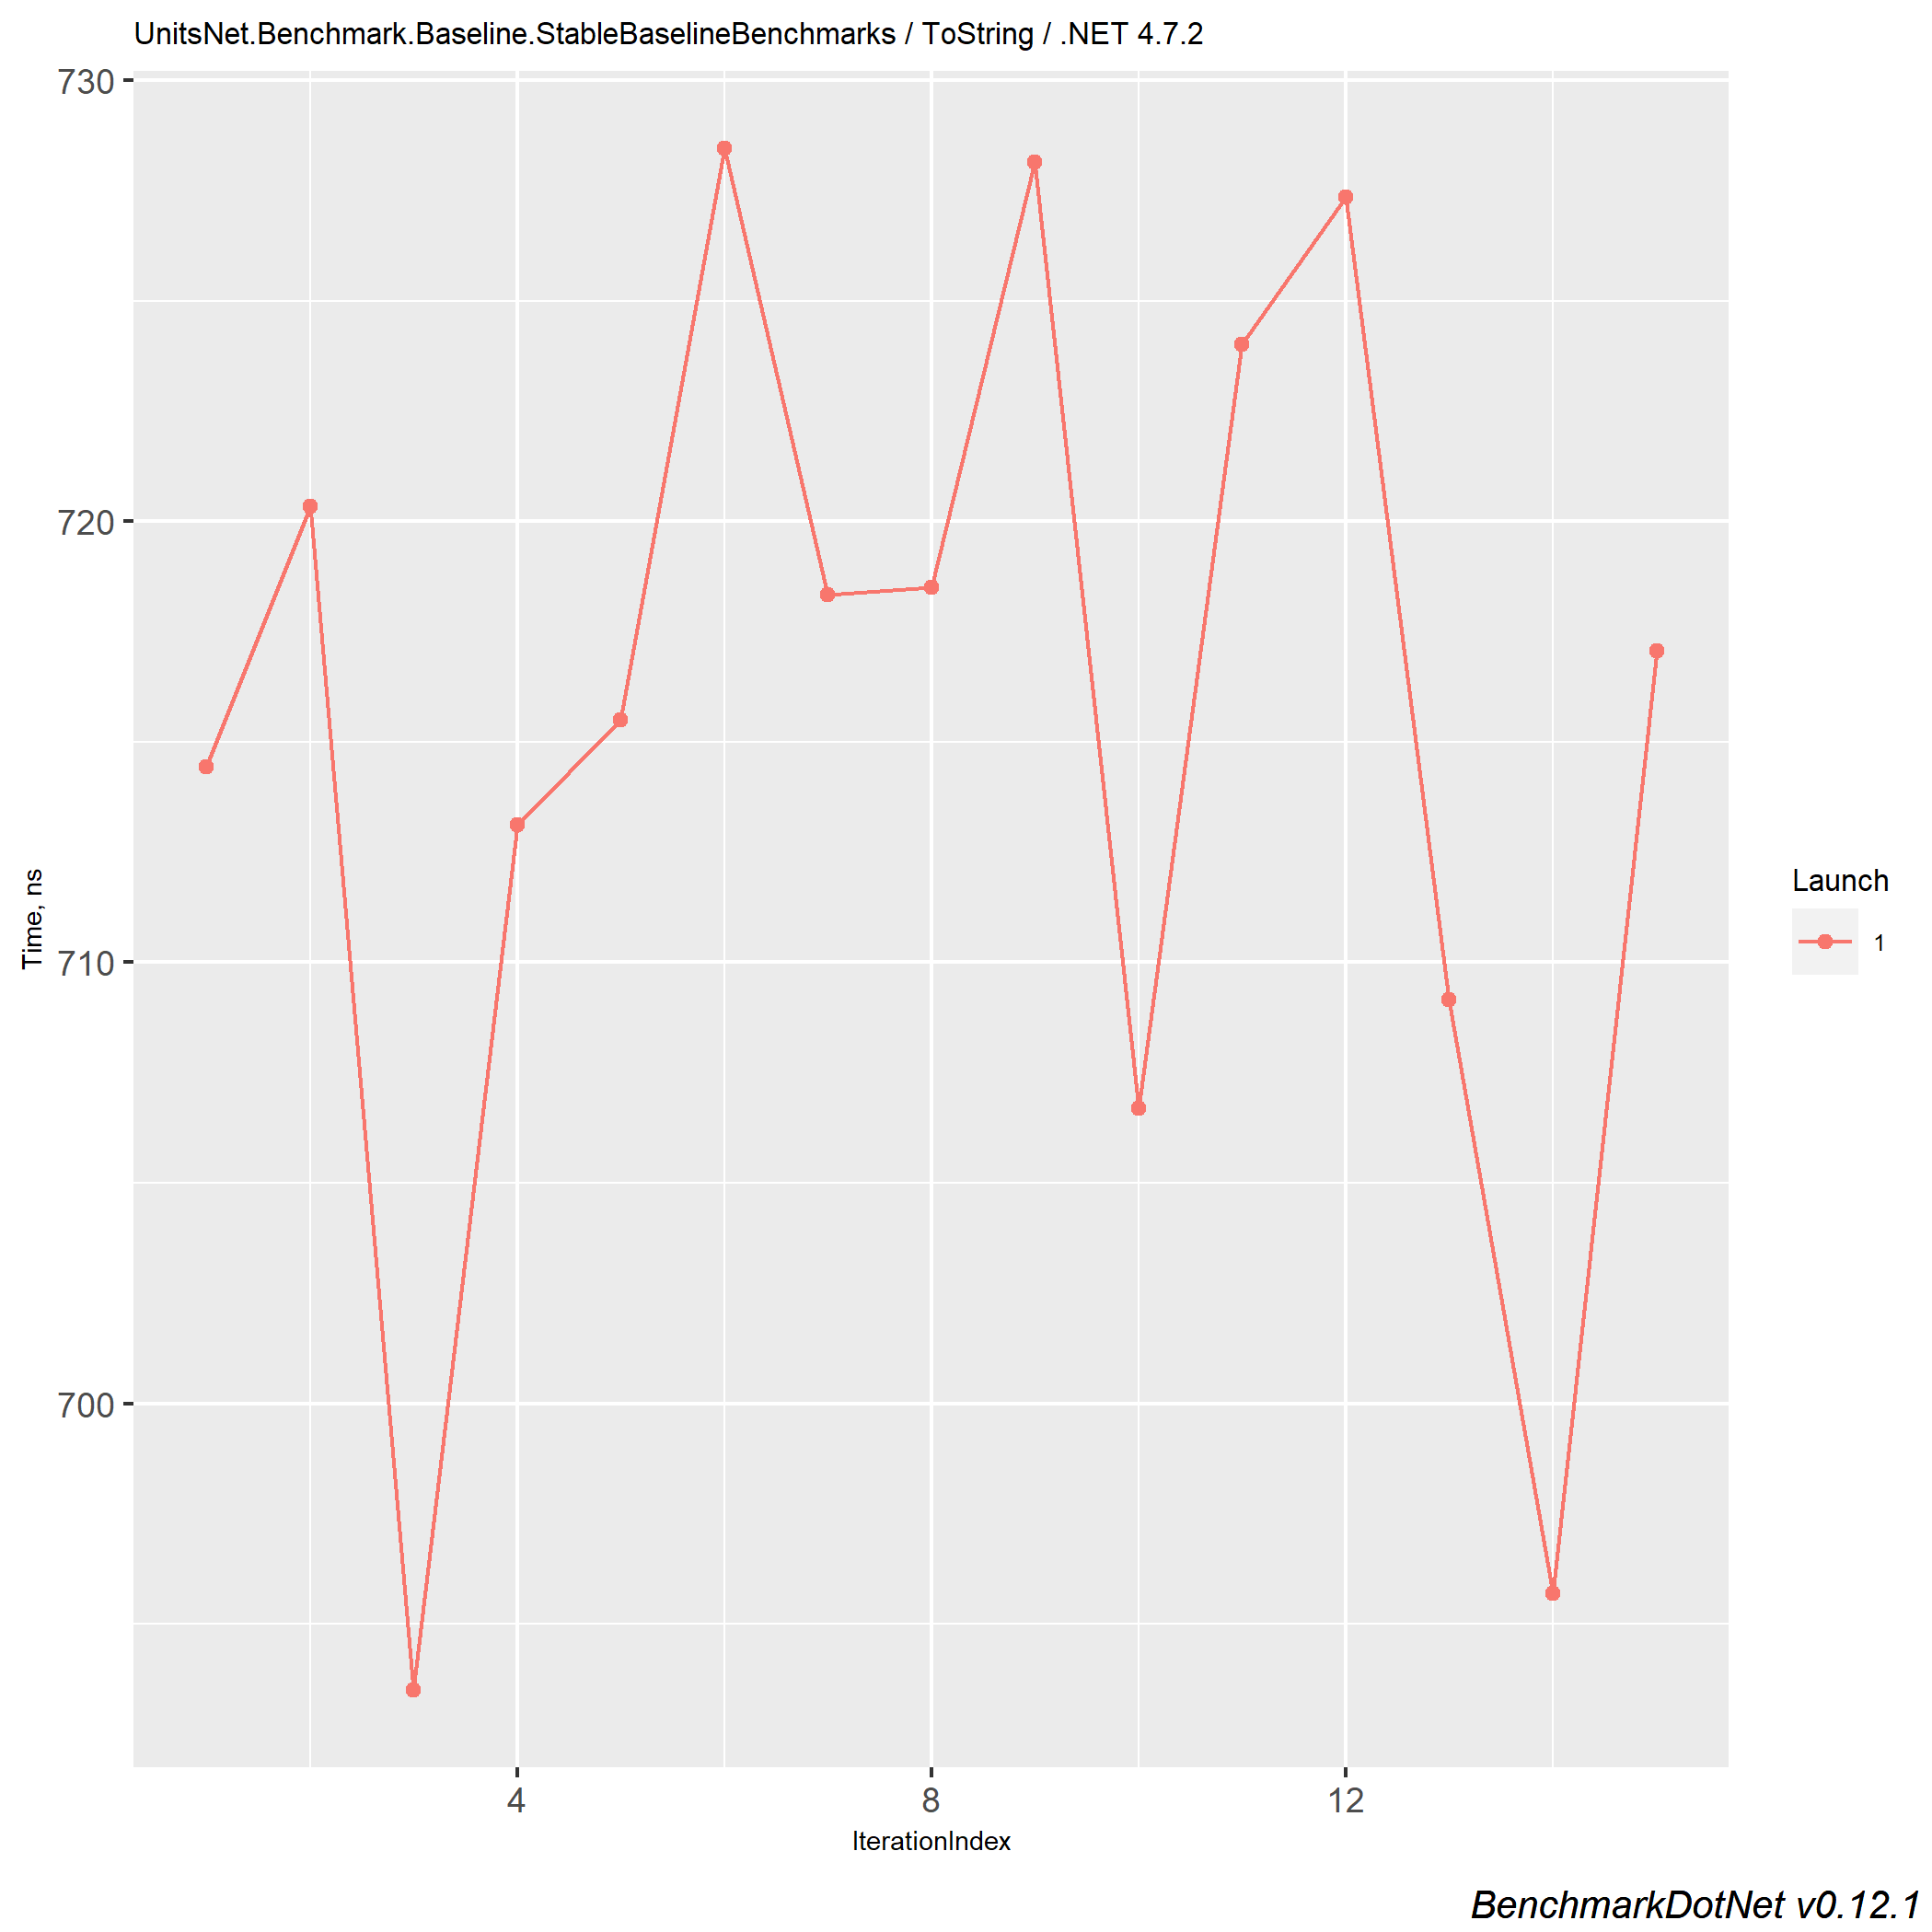 UnitsNet.Benchmark.Baseline.StableBaselineBenchmarks / ToString / .NET 4.7.2
730
720
710
700
Time, ns
4 8 12
IterationIndex
Launch
1
BenchmarkDotNet v0.12.1